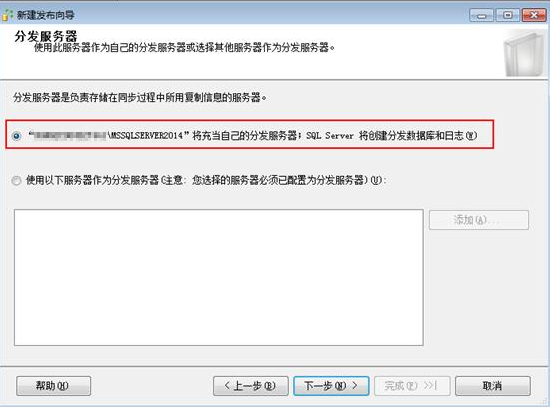 新建发布向导
分发服务器
使用此服务器作为自己的分发服务器或选择其他服务器作为分发服务器。
分发服务器是负责存储在同步过程中所用复制信息的服务器。
“\MSSQLSERVER2014”将充当自己的分发服务器；SQL Server 将创建分发数据库和日志(W)
使用以下服务器作为分发服务器(注意: 您选择的服务器必须已配置为分发服务器)(U):
添加(A)...
帮助(H)
< 上一步(B)
下一步(N) >
完成(F) >>|
取消